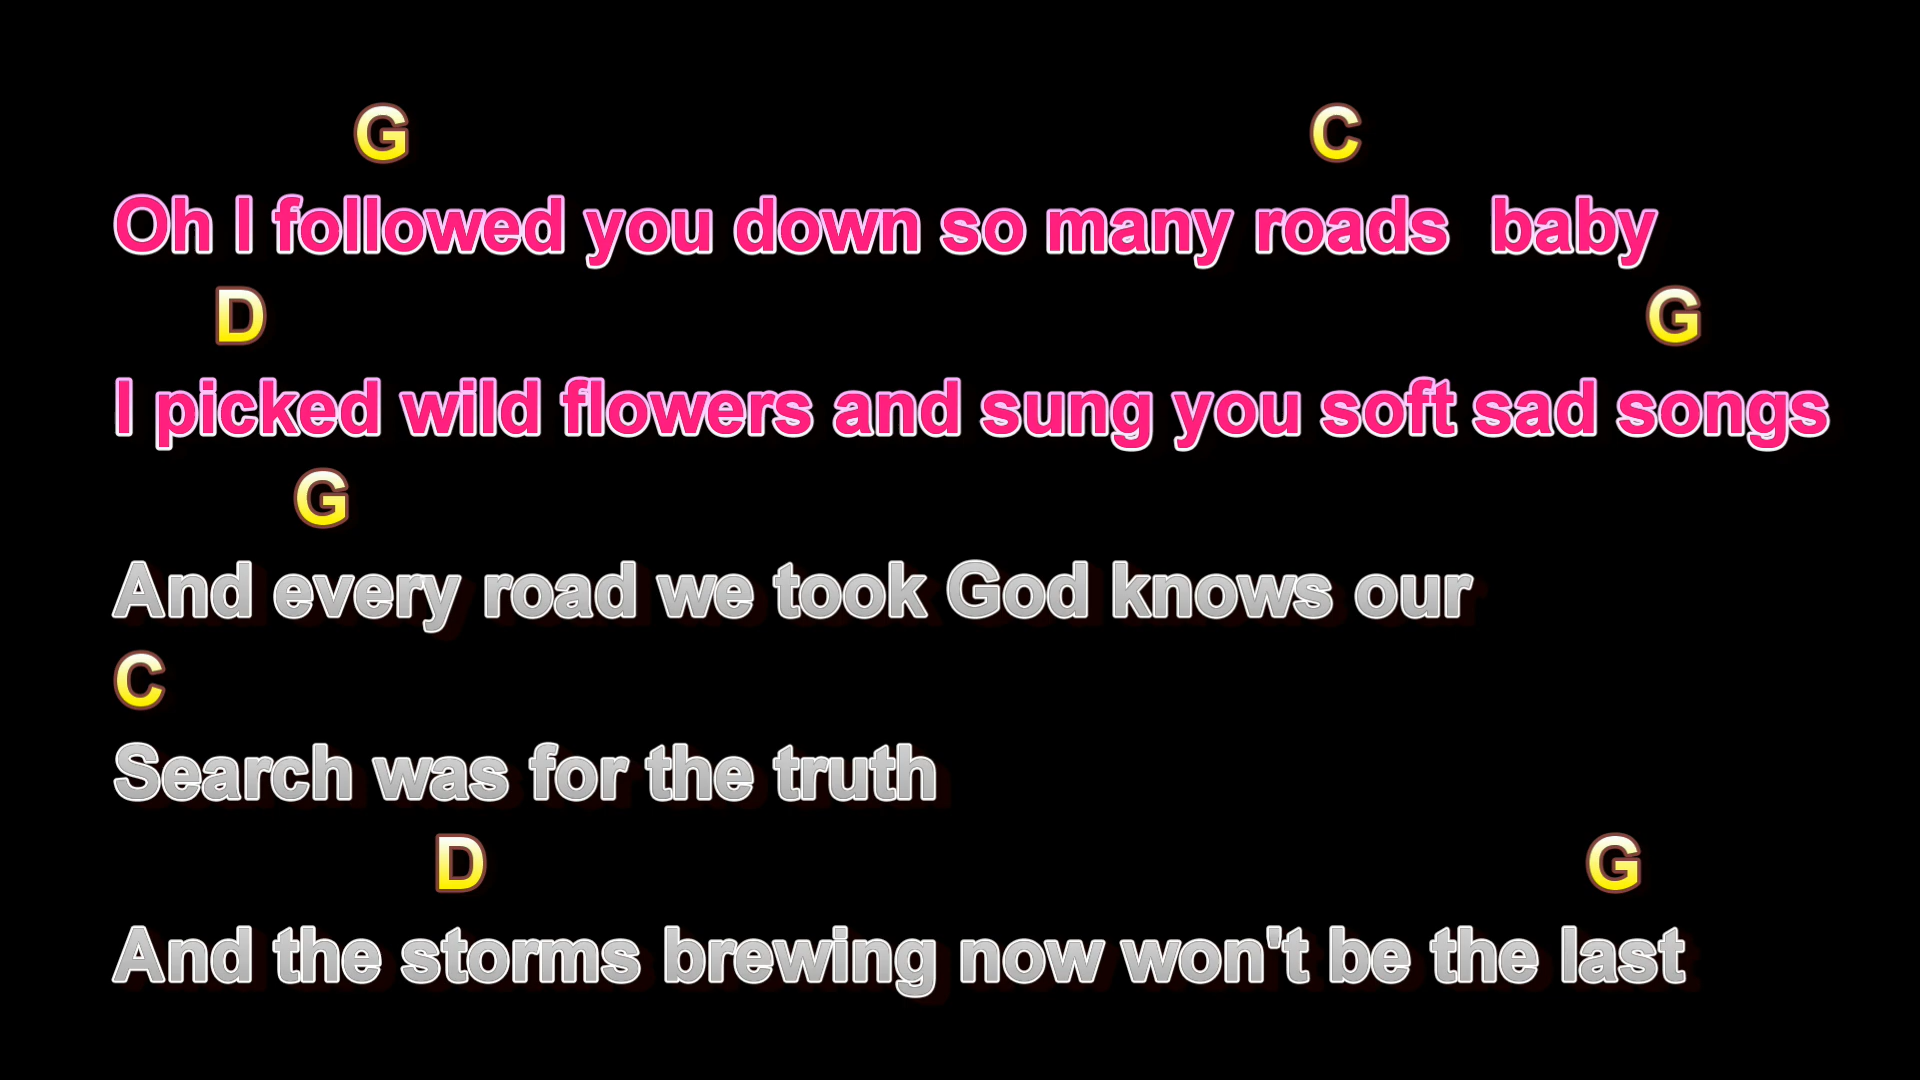 G C
Oh I followed you down so many roads  baby
D G
I picked wild flowers and sung you soft sad songs
G
And every road we took God knows our
C
Search was for the truth
D G
And the storms brewing now won't be the last